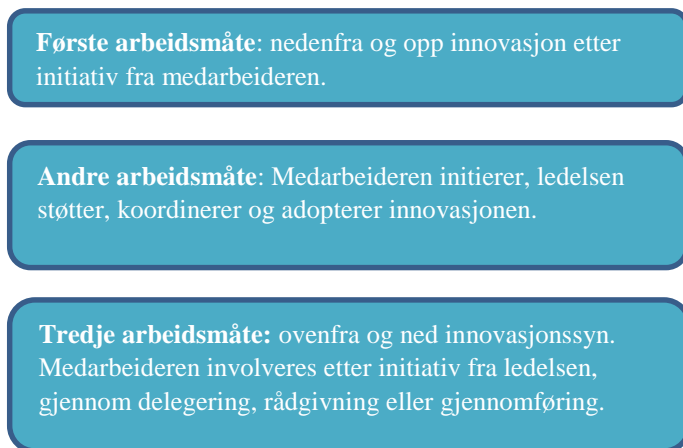 Første arbeidsmåte: nedenfra og opp innovasjon etter
initiativ fra medarbeideren.
Andre arbeidsmåte: Medarbeideren initierer, ledelsen
støtter, koordinerer og adopterer innovasjonen.
Tredje arbeidsmåte: ovenfra og ned innovasjonssyn.
Medarbeideren involveres etter initiativ fra ledelsen,
gjennom delegering, rådgivning eller gjennomføring.